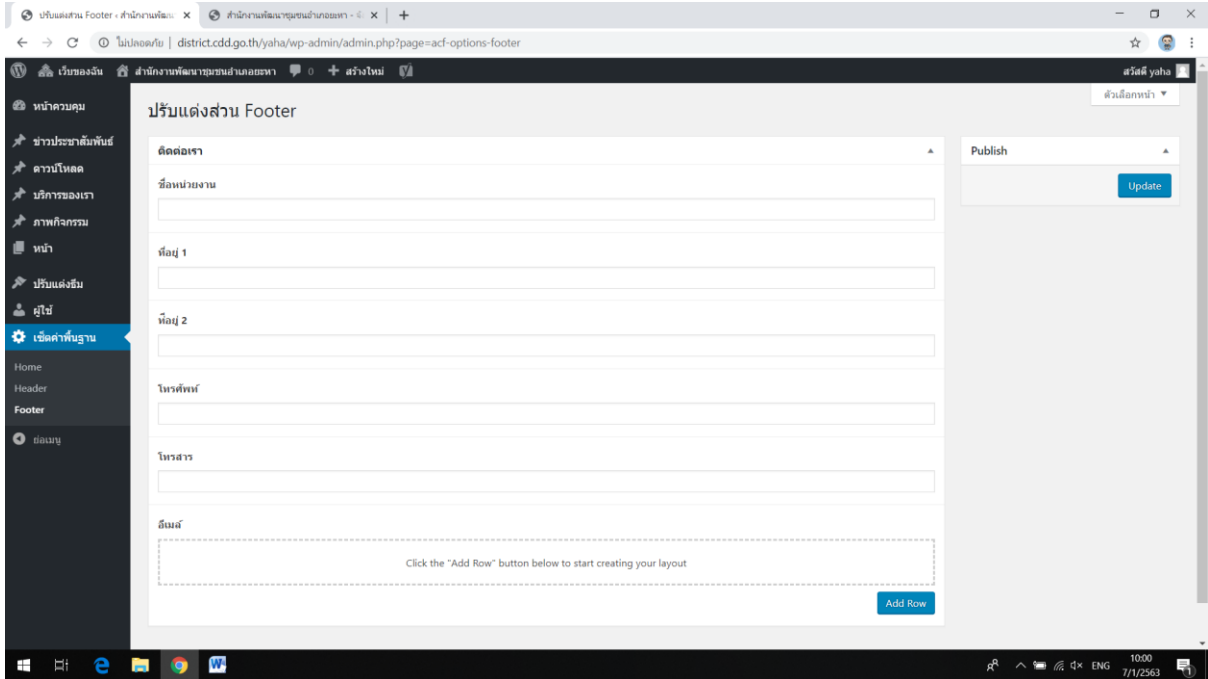 ปรับแต่งส่วน Footer ‹ สำนักงานพัฒน
สำนักงานพัฒนาชุมชนอำเภอยะหา -
ไม่ปลอดภัย | district.cdd.go.th/yaha/wp-admin/admin.php?page=acf-options-footer
เว็บของฉัน สำนักงานพัฒนาชุมชนอำเภอยะหา 0 + สร้างใหม่ สวัสดี yaha
ตัวเลือกหน้า ▼
หน้าควบคุม
ข่าวประชาสัมพันธ์
ดาวน์โหลด
บริการของเรา
ภาพกิจกรรม
หน้า
ปรับแต่งธีม
ผู้ใช้
เซ็ตค่าพื้นฐาน
Home
Header
Footer
ย่อเมนู
ปรับแต่งส่วน Footer
ติดต่อเรา
ชื่อหน่วยงาน
ที่อยู่ 1
ที่อยู่ 2
โทรศัพท์
โทรสาร
อีเมล์
Click the "Add Row" button below to start creating your layout
Add Row
Publish
Update
ENG
10:00
7/1/2563